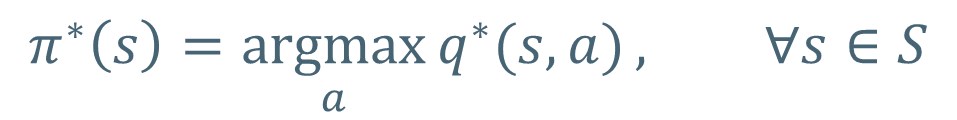 π*(s) = argmax q*(s, a) ,   ∀s ∈ S
a